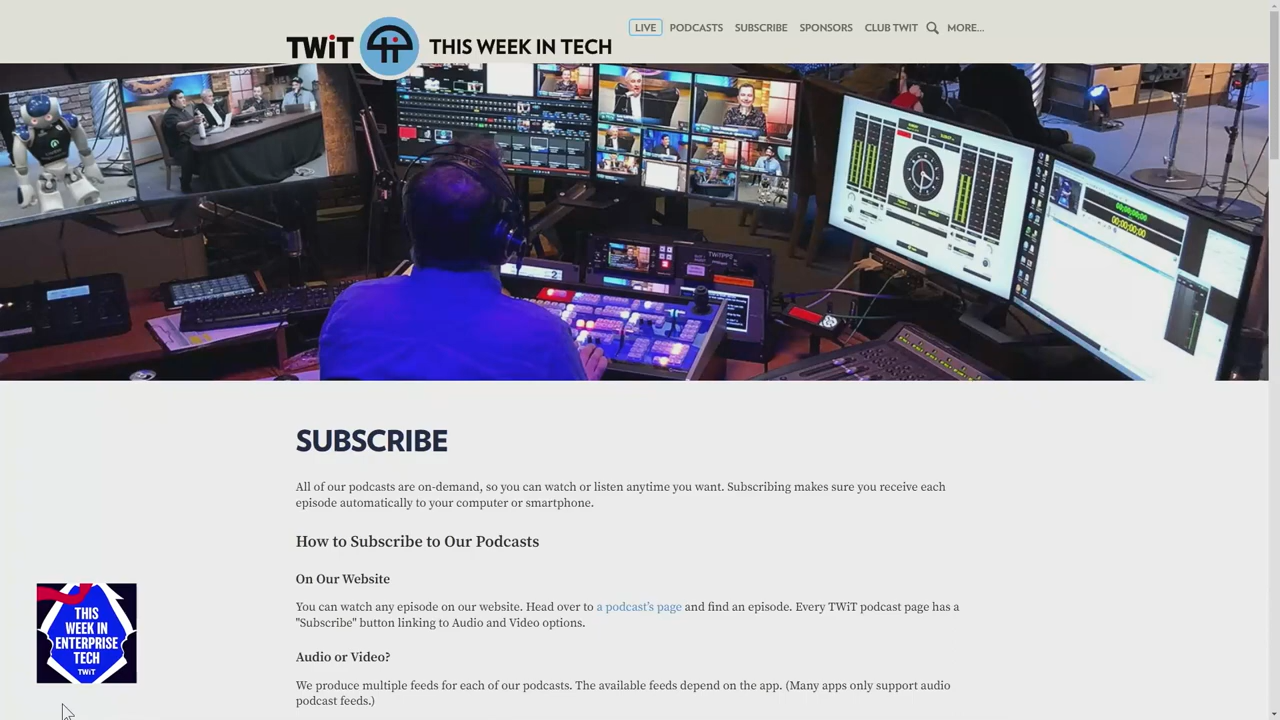 TWiT
THIS WEEK IN TECH
LIVE
PODCASTS
SUBSCRIBE
SPONSORS
CLUB TWIT
MORE...
SUBSCRIBE
All of our podcasts are on-demand, so you can watch or listen anytime you want. Subscribing makes sure you receive each
episode automatically to your computer or smartphone.
How to Subscribe to Our Podcasts
On Our Website
You can watch any episode on our website. Head over to a podcast's page and find an episode. Every TWiT podcast page has a
"Subscribe" button linking to Audio and Video options.
Audio or Video?
We produce multiple feeds for each of our podcasts. The available feeds depend on the app. (Many apps only support audio
podcast feeds.)
THIS
WEEK IN
ENTERPRISE
TECH
TWiT